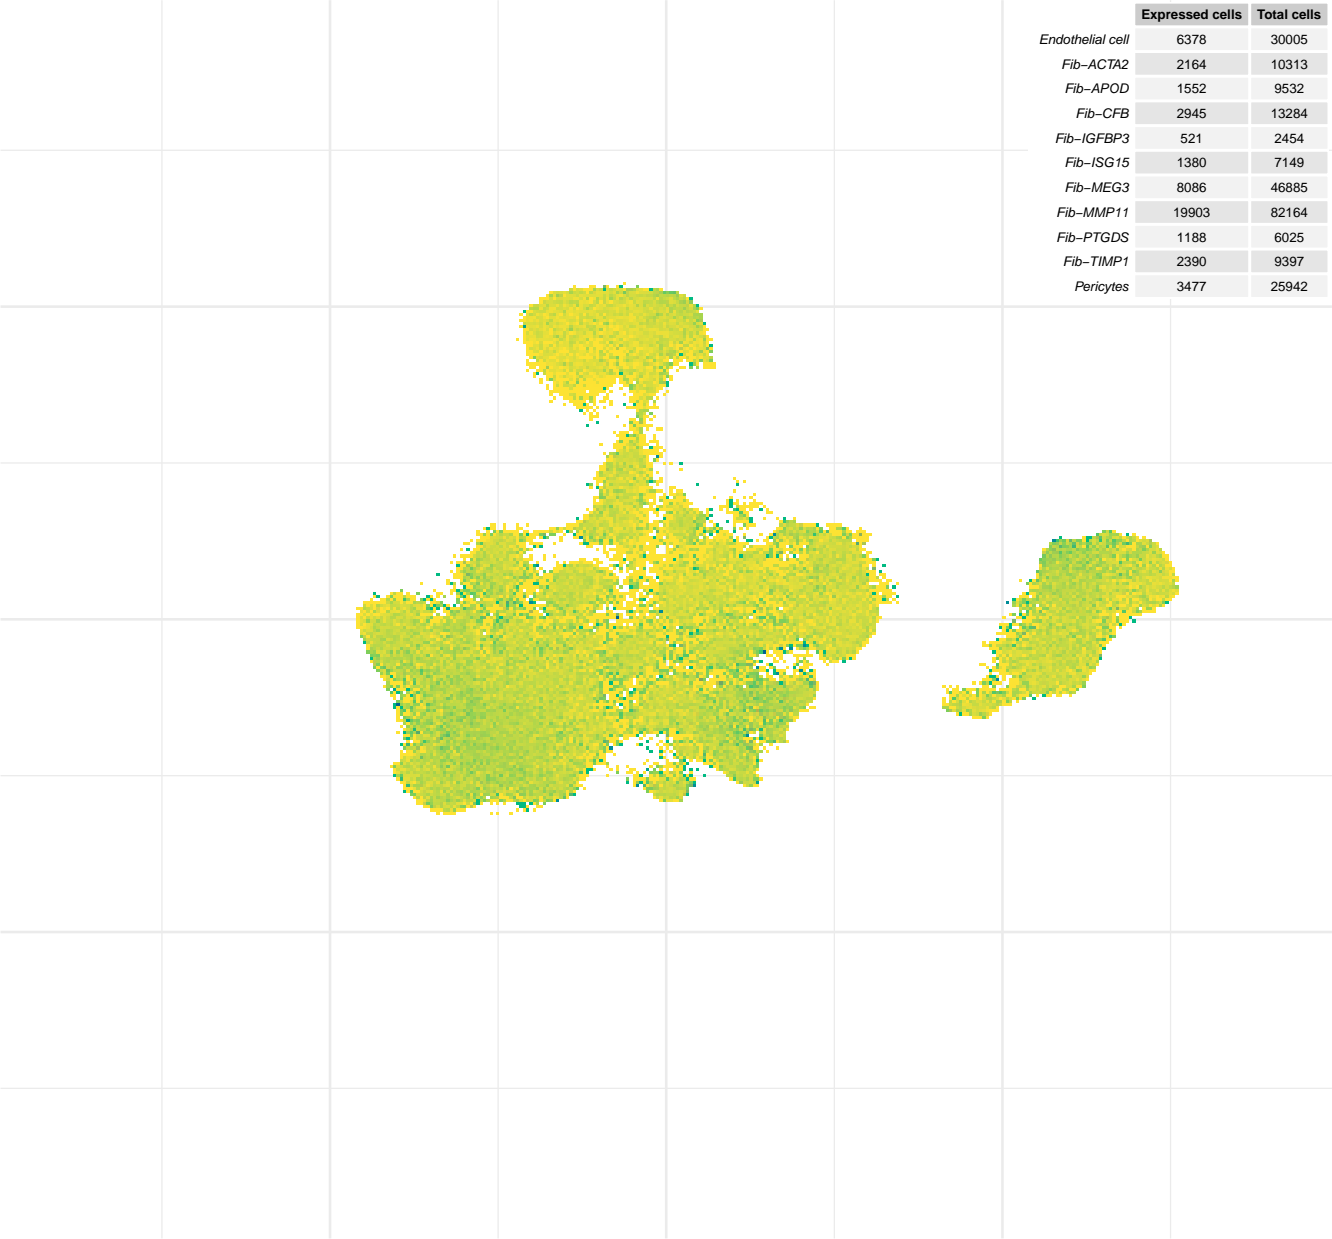 Expressed cells Total cells
Endothelial cell 6378 30005
Fib−ACTA2 2164 10313
Fib−APOD 1552 9532
Fib−CFB 2945 13284
Fib−IGFBP3 521 2454
Fib−ISG15 1380 7149
Fib−MEG3 8086 46885
Fib−MMP11 19903 82164
Fib−PTGDS 1188 6025
Fib−TIMP1 2390 9397
Pericytes 3477 25942